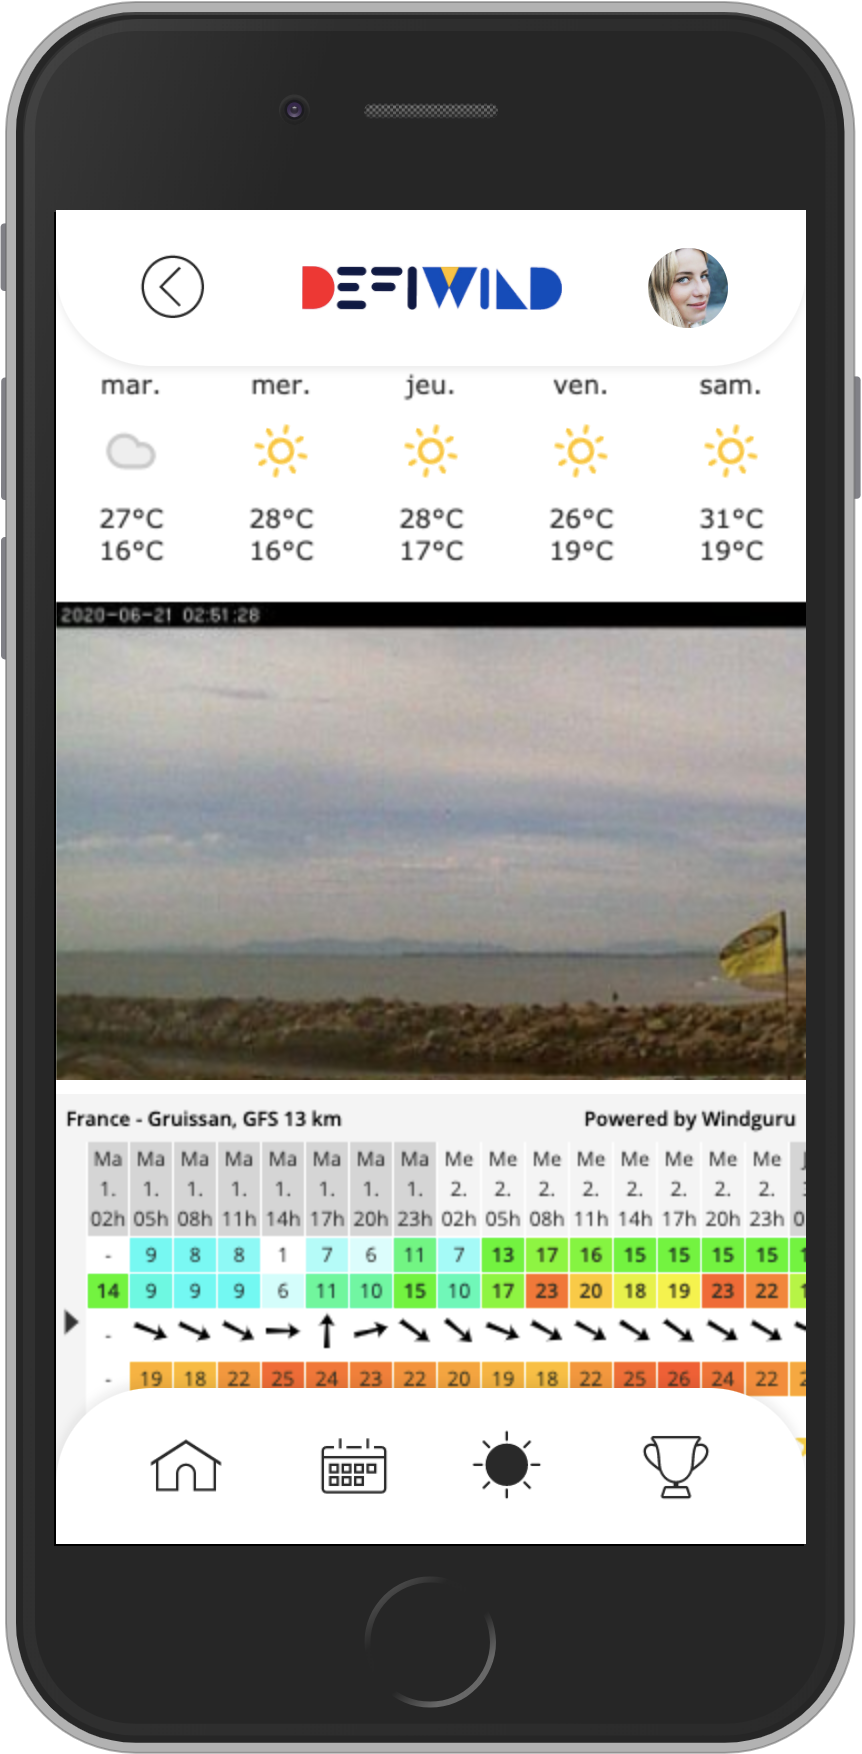 DEFIWIND
mar. mer. jeu. ven. sam.
27°C 28°C 28°C 26°C 31°C
16°C 16°C 17°C 19°C 19°C
2020-06-21 02:51:28
France - Gruissan, GFS 13 km Powered by Windguru
Ma Ma Ma Ma Ma Ma Ma Ma Me Me Me Me Me Me Me Me
1. 1. 1. 1. 1. 1. 1. 1. 2. 2. 2. 2. 2. 2. 2. 2.
02h 05h 08h 11h 14h 17h 20h 23h 02h 05h 08h 11h 14h 17h 20h 23h
- 9 8 8 1 7 6 11 7 13 17 16 15 15 15 15
14 9 9 9 6 11 10 15 10 17 23 20 18 19 23 22
-
- 19 18 22 25 24 23 22 20 19 18 22 25 26 24 22